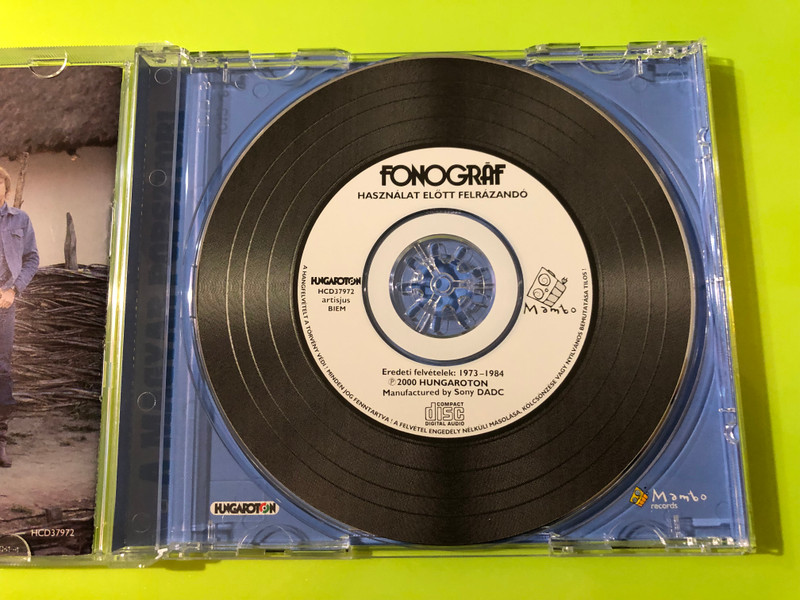 FONOGRÁF
HASZNÁLAT ELŐTT FELRÁZANDÓ
HUNGAROTON
HCD37972
artisjus
BIEM
Mambo
Eredeti felvételek: 1973–1984
℗ 2000 HUNGAROTON
Manufactured by Sony DADC
COMPACT
disc
DIGITAL AUDIO
A HANGFELVÉTELT A TÖRVÉNY VÉDI ! MINDEN JOG FENNTARTVA ! A FELVÉTEL ENGEDÉLY NÉLKÜLI MÁSOLÁSA, KÖLCSÖNZÉSE VAGY NYILVÁNOS BEMUTATÁSA TILOS !
HUNGAROTON
Mambo
records
HCD37972